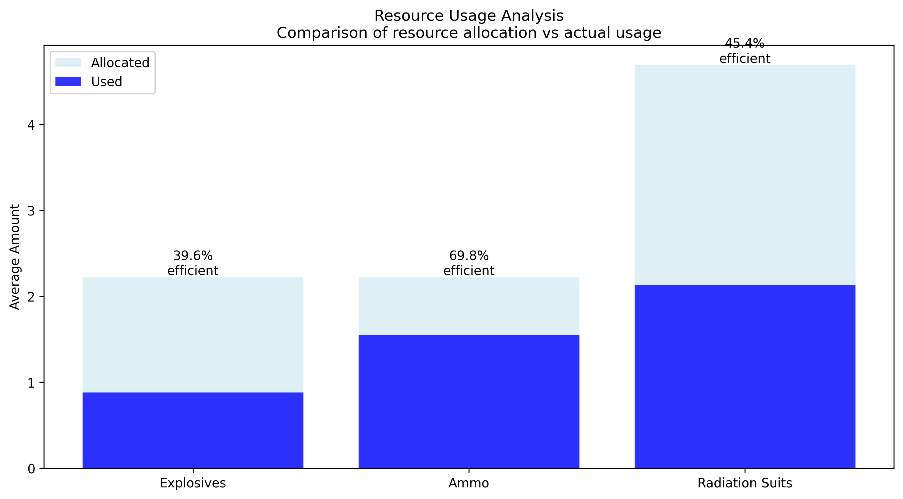 Resource Usage Analysis
Comparison of resource allocation vs actual usage
Allocated
Used
45.4%
efficient
39.6%
efficient
69.8%
efficient
Average Amount
4
3
2
1
0
Explosives
Ammo
Radiation Suits